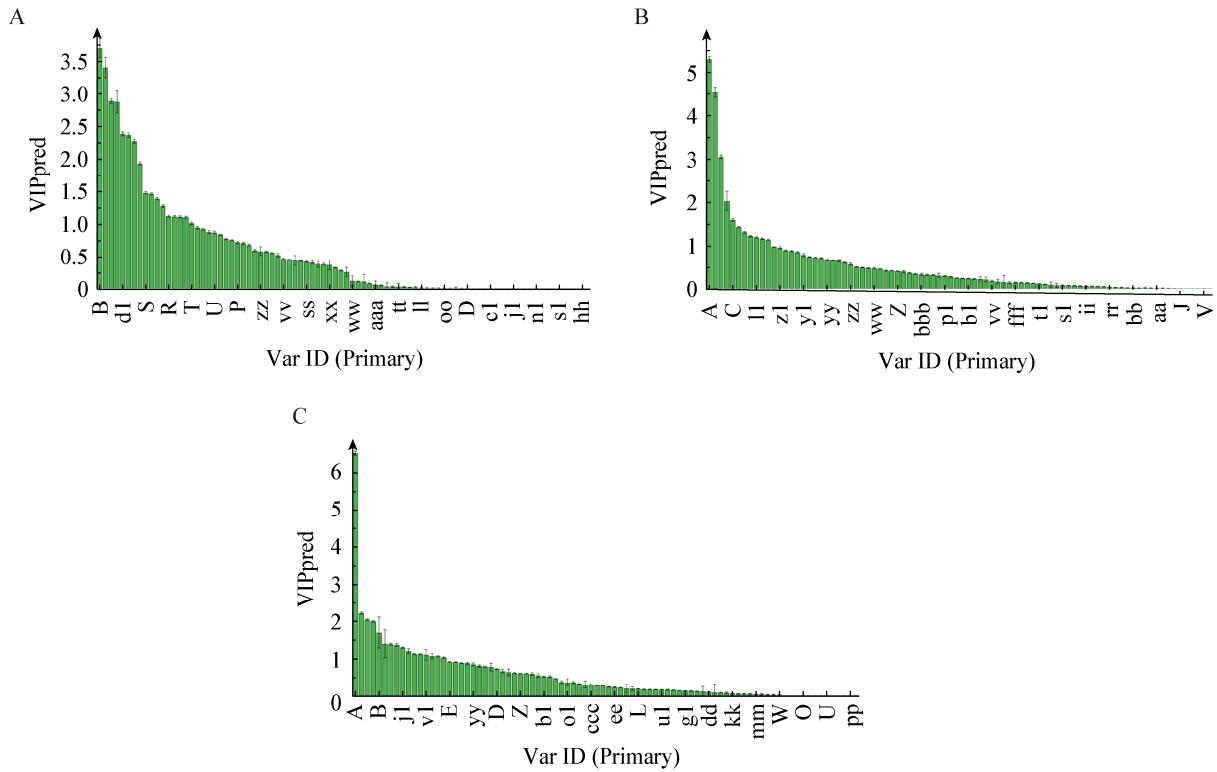 A
VIPpred
3.5
3.0
2.5
2.0
1.5
1.0
0.5
0
B d1 S R T U P zz vv ss xx ww aaa tt ll oo D c1 j1 n1 s1 hh
Var ID (Primary)
B
VIPpred
5
4
3
2
1
0
A C l1 z1 y1 yy zz ww Z bbb p1 b1 vv fff t1 s1 ii rr bb aa J V
Var ID (Primary)
C
VIPpred
6
5
4
3
2
1
0
A B j1 v1 E yy D Z b1 o1 ccc ee L u1 g1 dd kk mm W O U pp
Var ID (Primary)